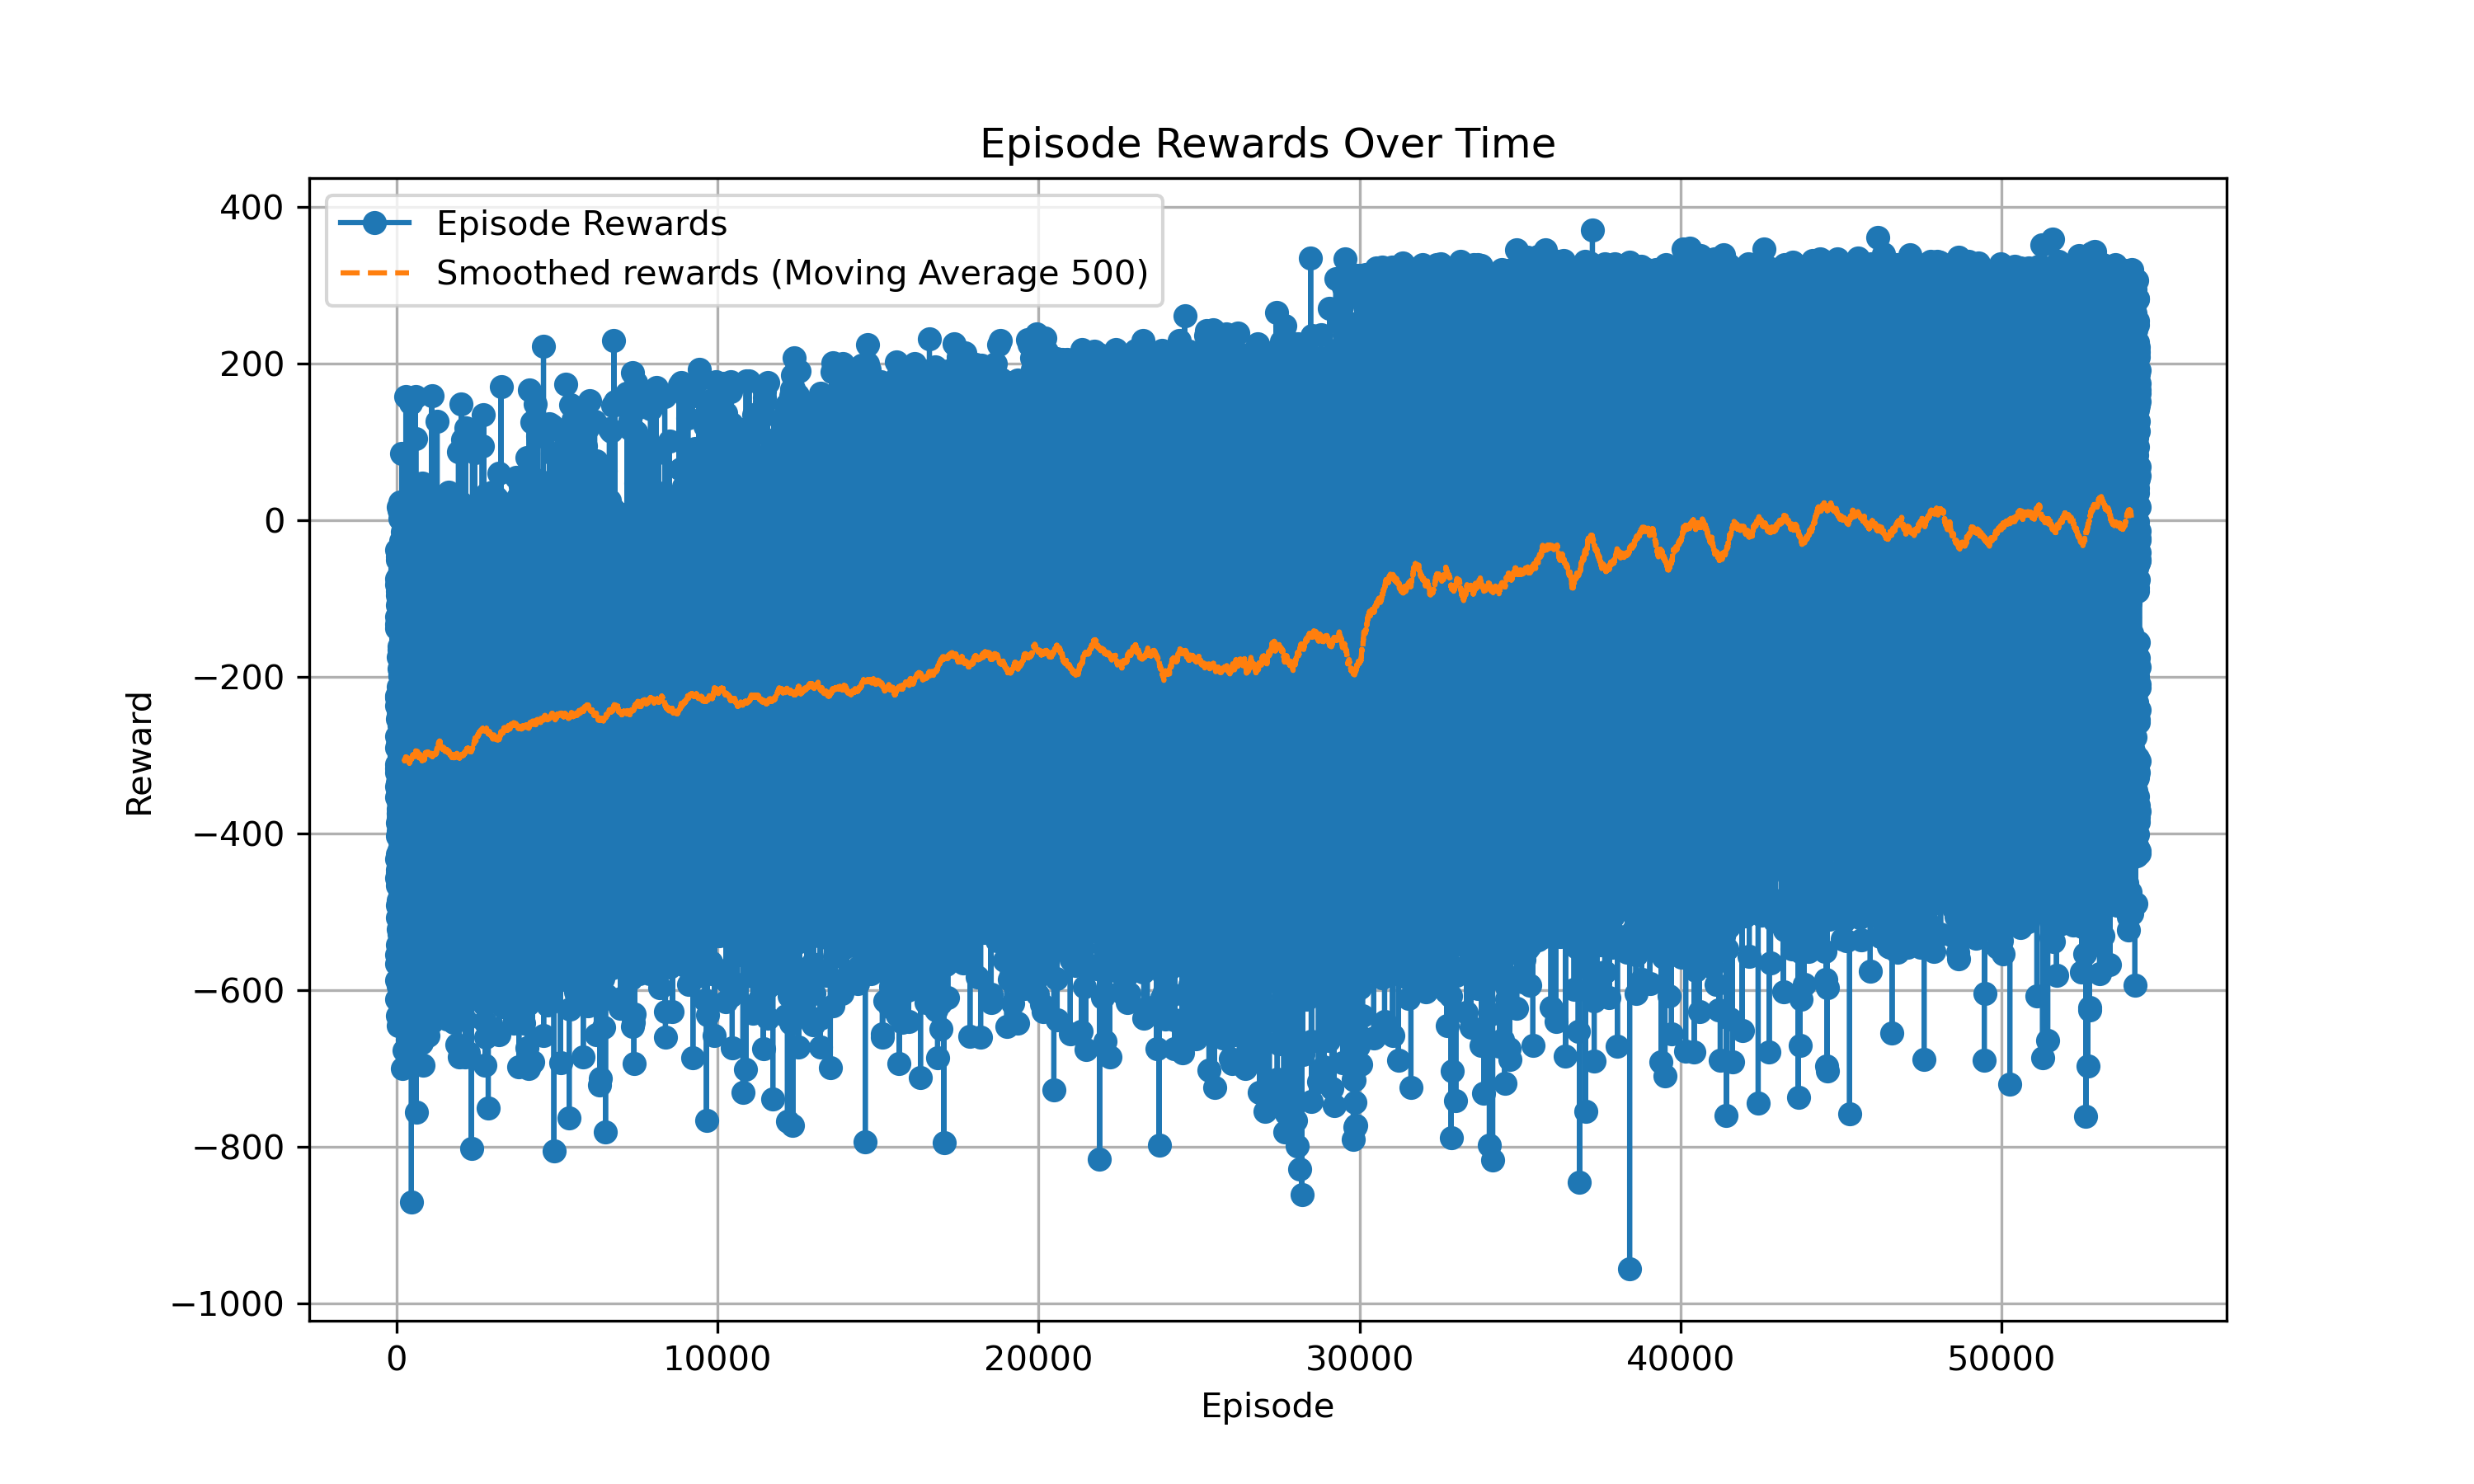 Episode Rewards Over Time
Episode Rewards
Smoothed rewards (Moving Average 500)
Reward
400
200
0
−200
−400
−600
−800
−1000
0 10000 20000 30000 40000 50000
Episode